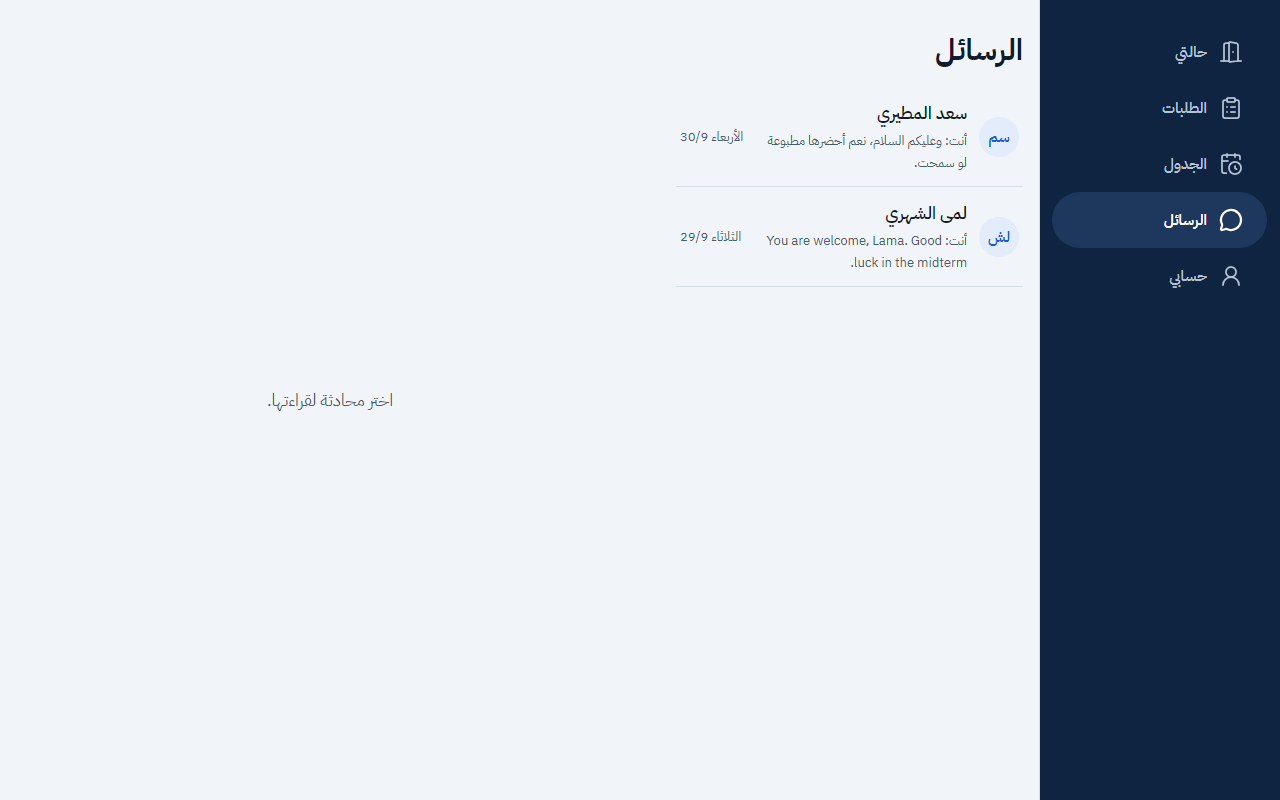 حالتي
الطلبات
الجدول
الرسائل
حسابي
الرسائل
سم
سعد المطيري
أنت: وعليكم السلام، نعم أحضرها مطبوعة
لو سمحت.
الأربعاء 30/9
لش
لمى الشهري
أنت: You are welcome, Lama. Good
luck in the midterm.
الثلاثاء 29/9
اختر محادثة لقراءتها.